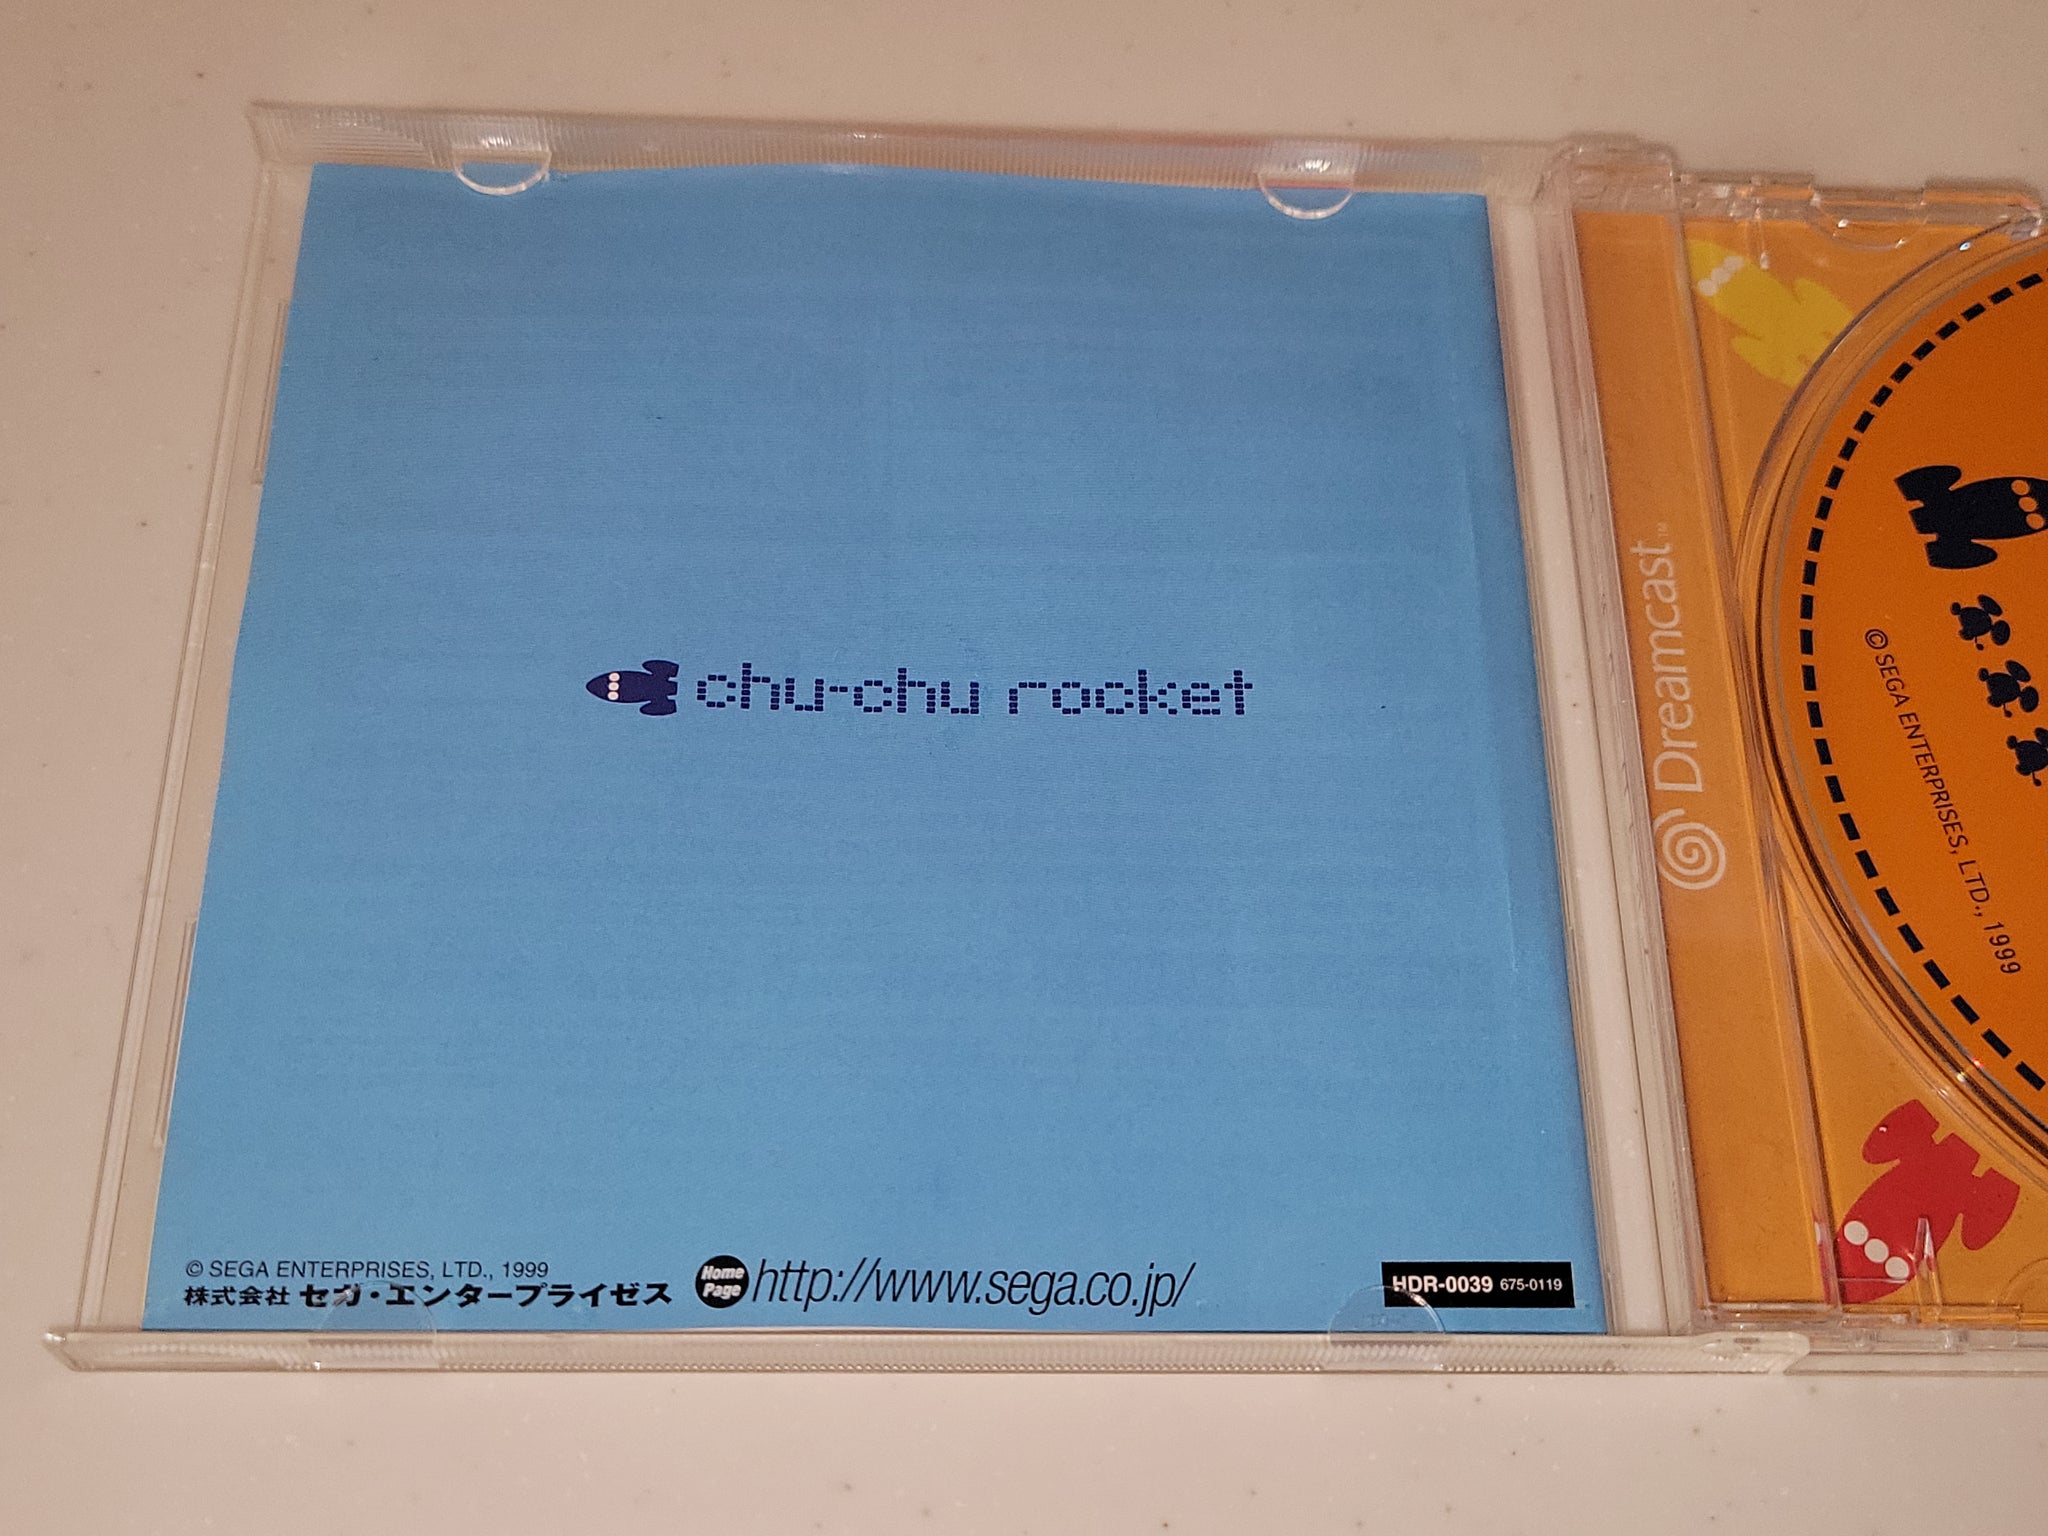 chu-chu rocket
© SEGA ENTERPRISES, LTD., 1999
株式会社 セガ・エンタープライゼス
Home
Page
http://www.sega.co.jp/
HDR-0039 675-0119
Dreamcast™
© SEGA ENTERPRISES, LTD., 1999